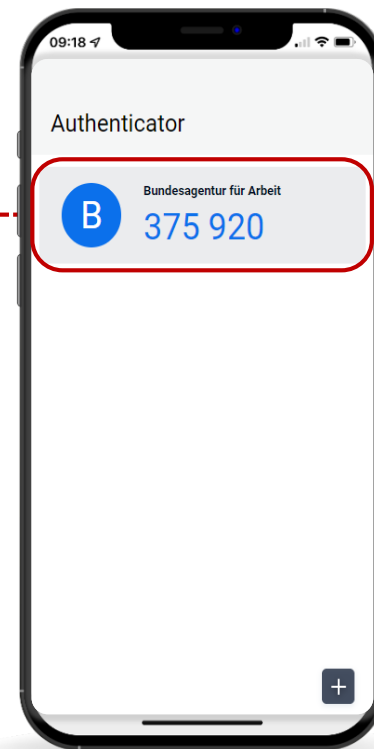 09:18
Authenticator
B
Bundesagentur für Arbeit
375 920
+